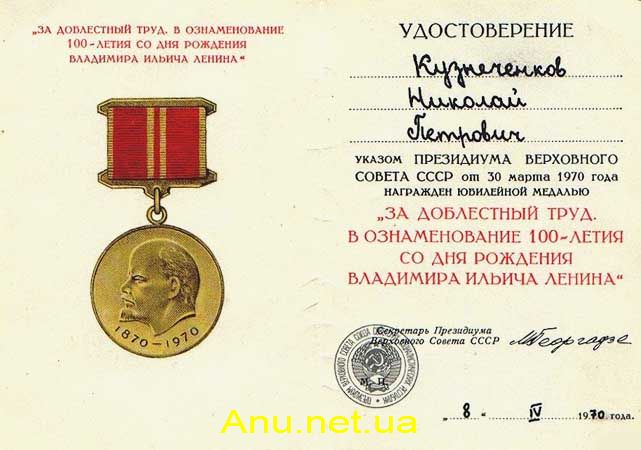 „ЗА ДОБЛЕСТНЫЙ ТРУД. В ОЗНАМЕНОВАНИЕ
100-ЛЕТИЯ СО ДНЯ РОЖДЕНИЯ
ВЛАДИМИРА ИЛЬИЧА ЛЕНИНА“
1870–1970
УДОСТОВЕРЕНИЕ
Кузнеченков
Николай
Петрович
УКАЗОМ ПРЕЗИДИУМА ВЕРХОВНОГО
СОВЕТА СССР от 30 марта 1970 года
НАГРАЖДЕН ЮБИЛЕЙНОЙ МЕДАЛЬЮ
„ЗА ДОБЛЕСТНЫЙ ТРУД.
В ОЗНАМЕНОВАНИЕ 100-ЛЕТИЯ
СО ДНЯ РОЖДЕНИЯ
ВЛАДИМИРА ИЛЬИЧА ЛЕНИНА“
Секретарь Президиума
Верховного Совета СССР
М Георгадзе
М. П.
„ 8 “ IV 1970 года.
Anu.net.ua